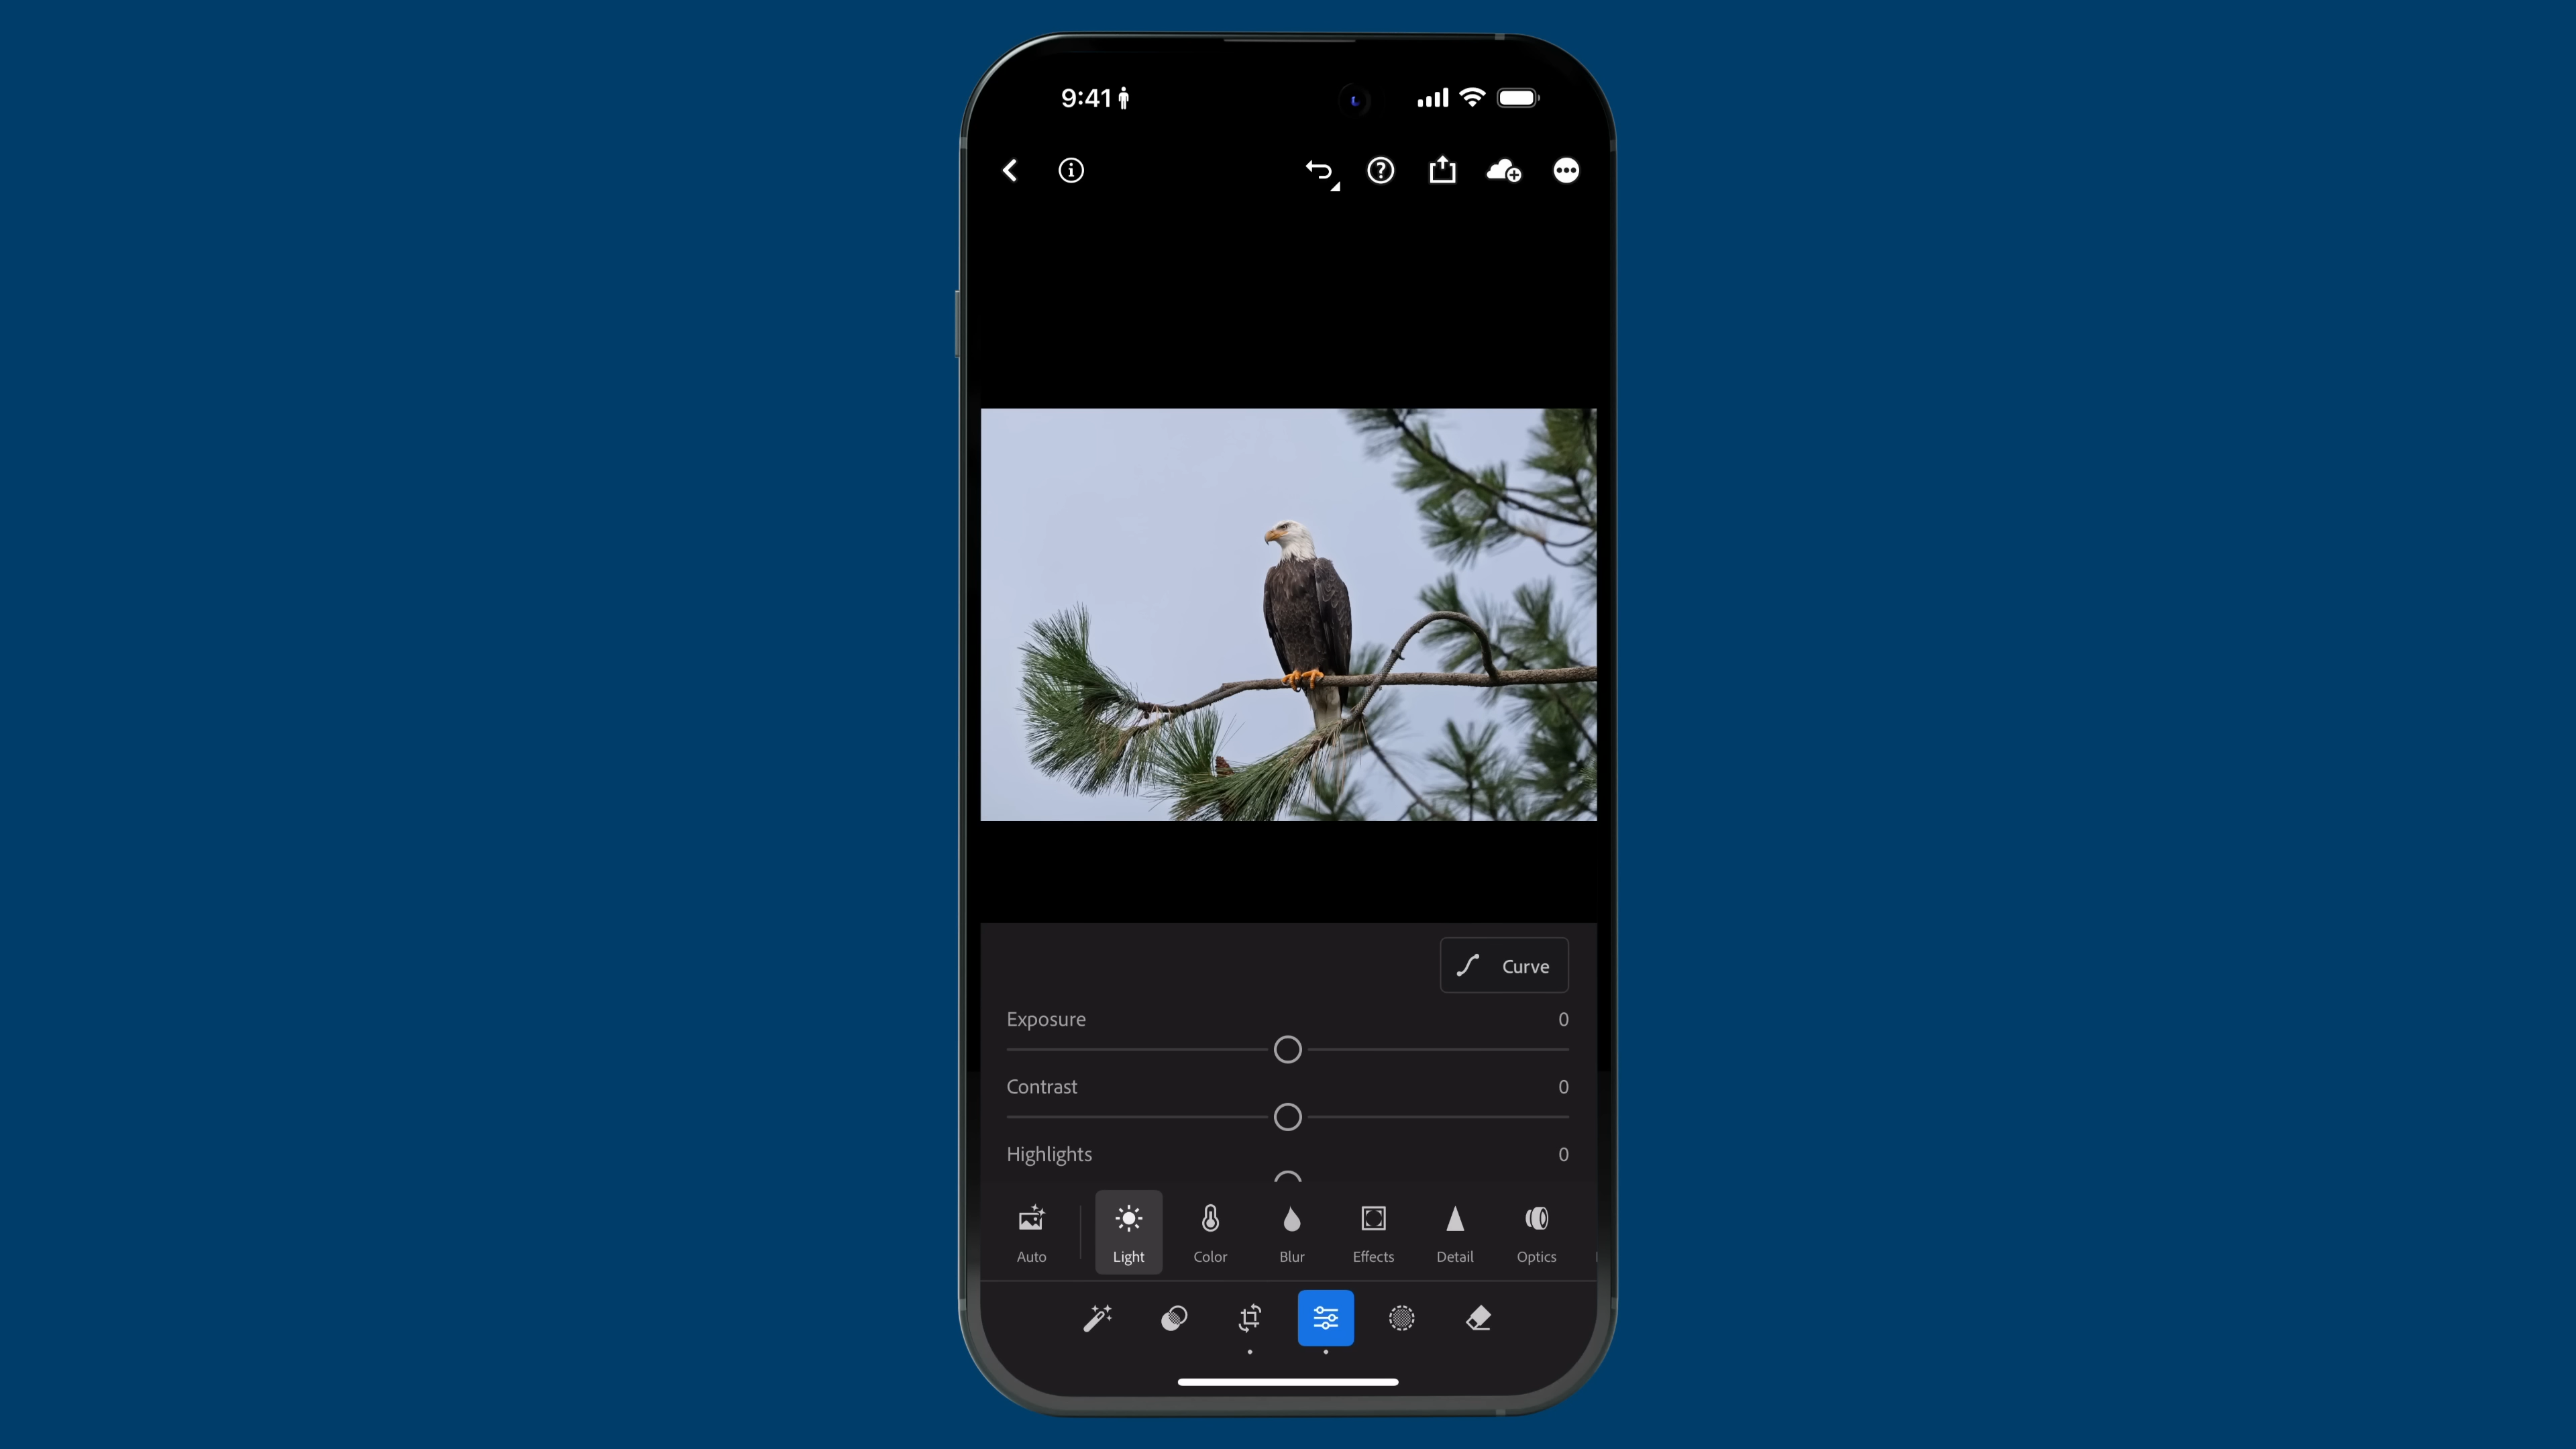 9:41
Curve
Exposure 0
Contrast 0
Highlights 0
Auto Light Color Blur Effects Detail Optics